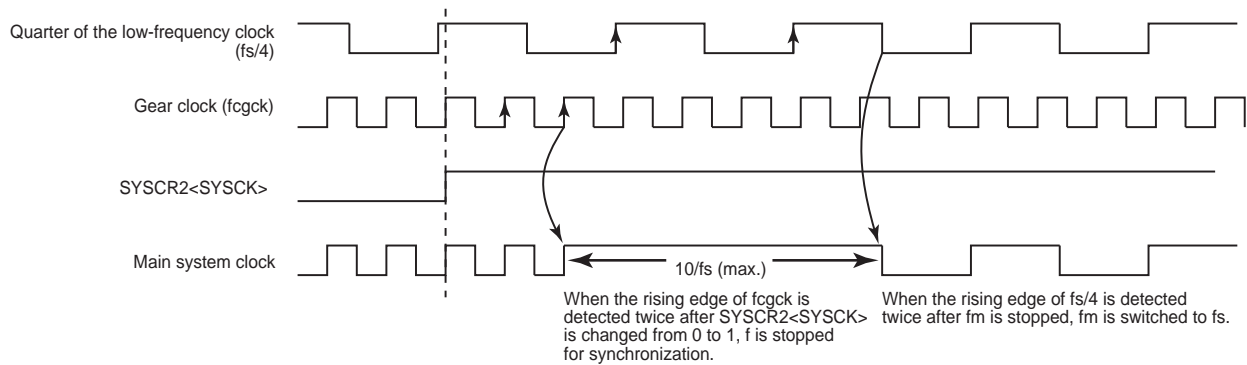 Quarter of the low-frequency clock
(fs/4)
Gear clock (fcgck)
SYSCR2<SYSCK>
Main system clock
10/fs (max.)
When the rising edge of fcgck is
detected twice after SYSCR2<SYSCK>
is changed from 0 to 1, f is stopped
for synchronization.
When the rising edge of fs/4 is detected
twice after fm is stopped, fm is switched to fs.